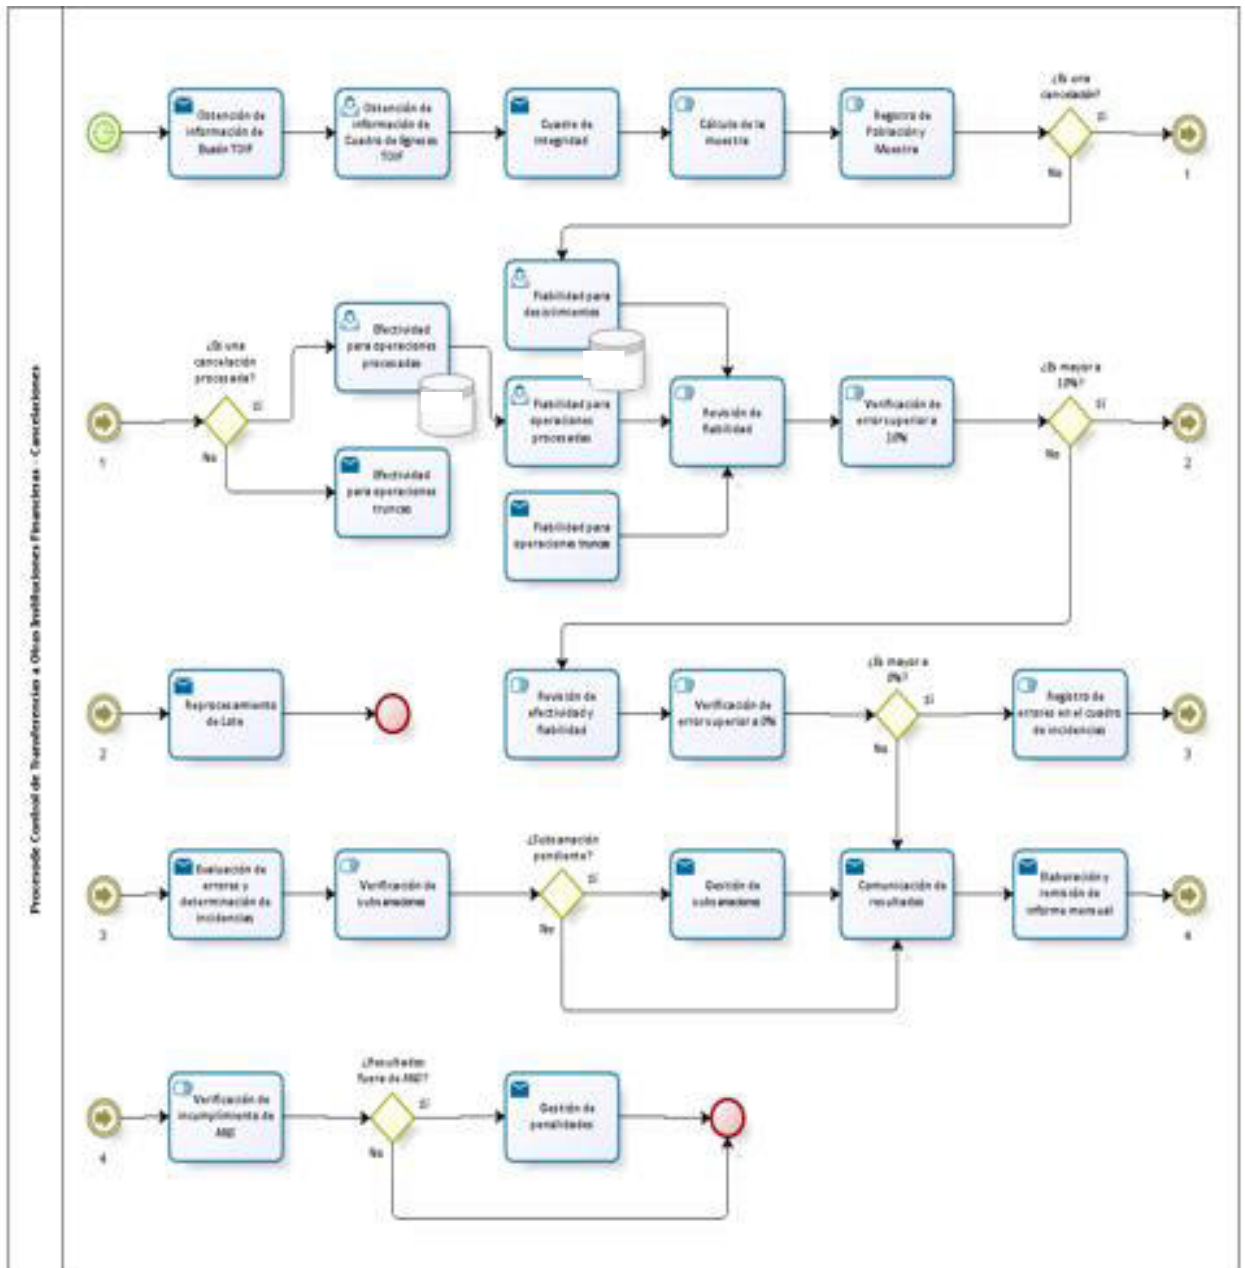 Proceso de Control de Transferencias a Otras Instituciones Financieras - Cancelaciones
Obtención de
información de
Buzón TOIF
Obtención de
información de
Cuadro de Egresos
TOIF
Cuadro de
integridad
Cálculo de la
muestra
Registro de
Población y
Muestra
¿Es una
cancelación?
Sí
No
1
Fiabilidad para
desistimientos
¿Es una
cancelación
procesada?
Sí
No
1
Efectividad
para operaciones
procesadas
Efectividad
para operaciones
truncas
Fiabilidad para
operaciones
procesadas
Fiabilidad para
operaciones truncas
Revisión de
fiabilidad
Verificación de
error superior a
10%
¿Es mayor a
10%?
Sí
No
2
2
Reprocesamiento
de Lote
Revisión de
efectividad y
fiabilidad
Verificación de
error superior a 0%
¿Es mayor a
0%?
Sí
No
Registro de
errores en el cuadro
de incidencias
3
3
Evaluación de
errores y
determinación de
incidencias
Verificación de
subsanaciones
¿Subsanación
pendiente?
Sí
No
Gestión de
subsanaciones
Comunicación de
resultados
Elaboración y
remisión de
informe mensual
4
4
Verificación de
incumplimiento de
ANS
¿Resultados
fuera de ANS?
Sí
No
Gestión de
penalidades